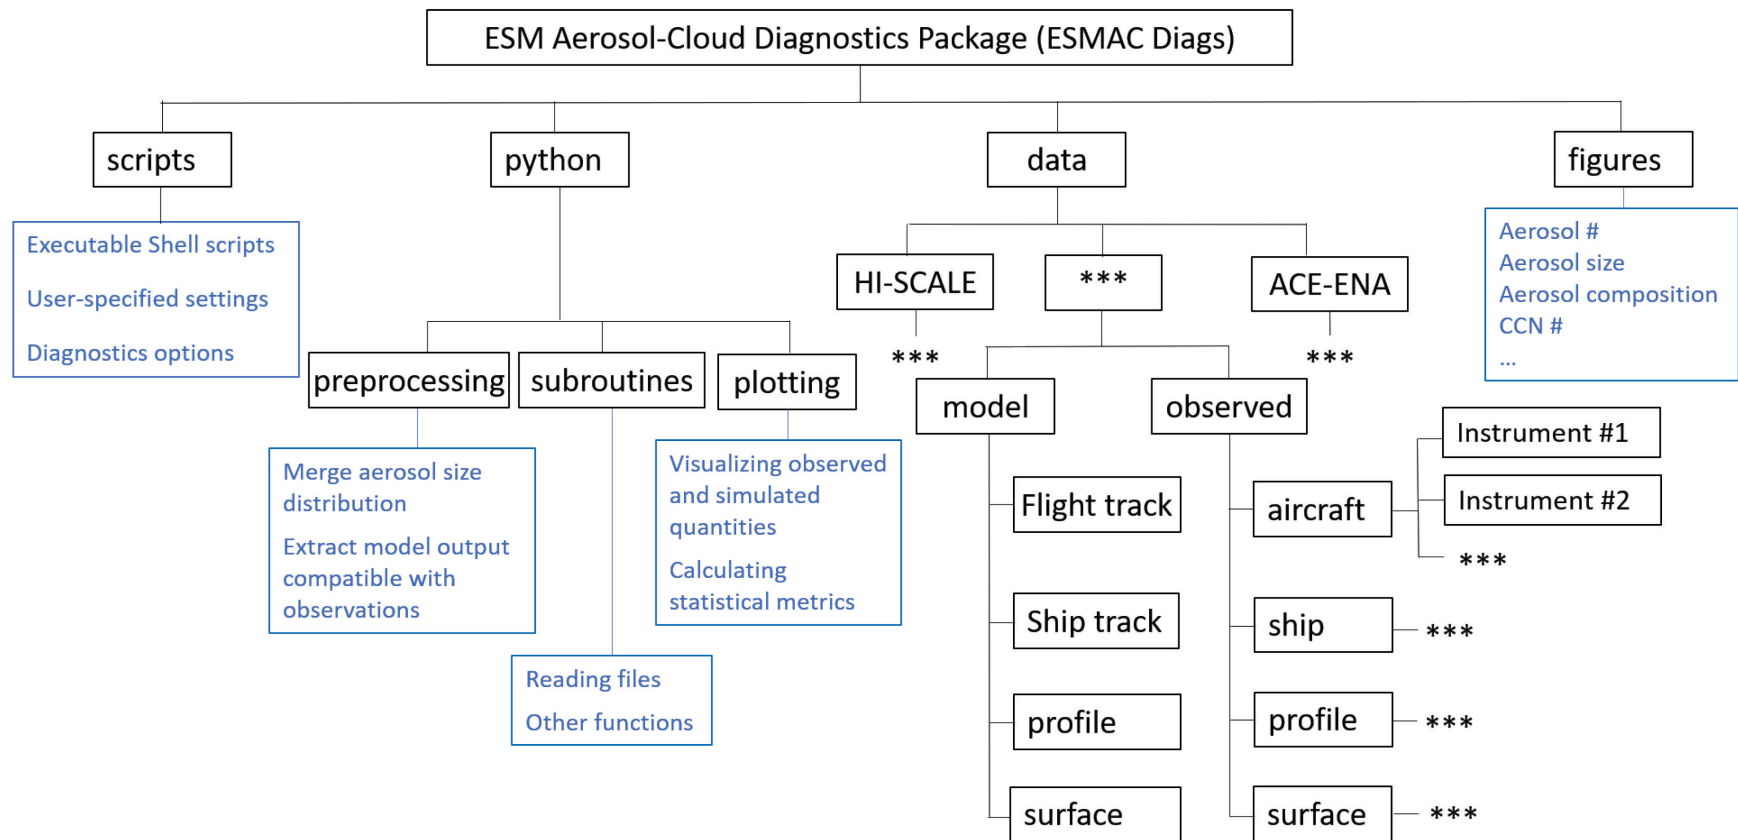 ESM Aerosol-Cloud Diagnostics Package (ESMAC Diags)
scripts
python
data
figures
Executable Shell scripts
User-specified settings
Diagnostics options
Aerosol #
Aerosol size
Aerosol composition
CCN #
...
HI-SCALE
***
ACE-ENA
***
***
preprocessing
subroutines
plotting
model
observed
Merge aerosol size
distribution
Extract model output
compatible with
observations
Visualizing observed
and simulated
quantities
Calculating
statistical metrics
Reading files
Other functions
Flight track
Ship track
profile
surface
aircraft
Instrument #1
Instrument #2
***
ship
***
profile
***
surface
***